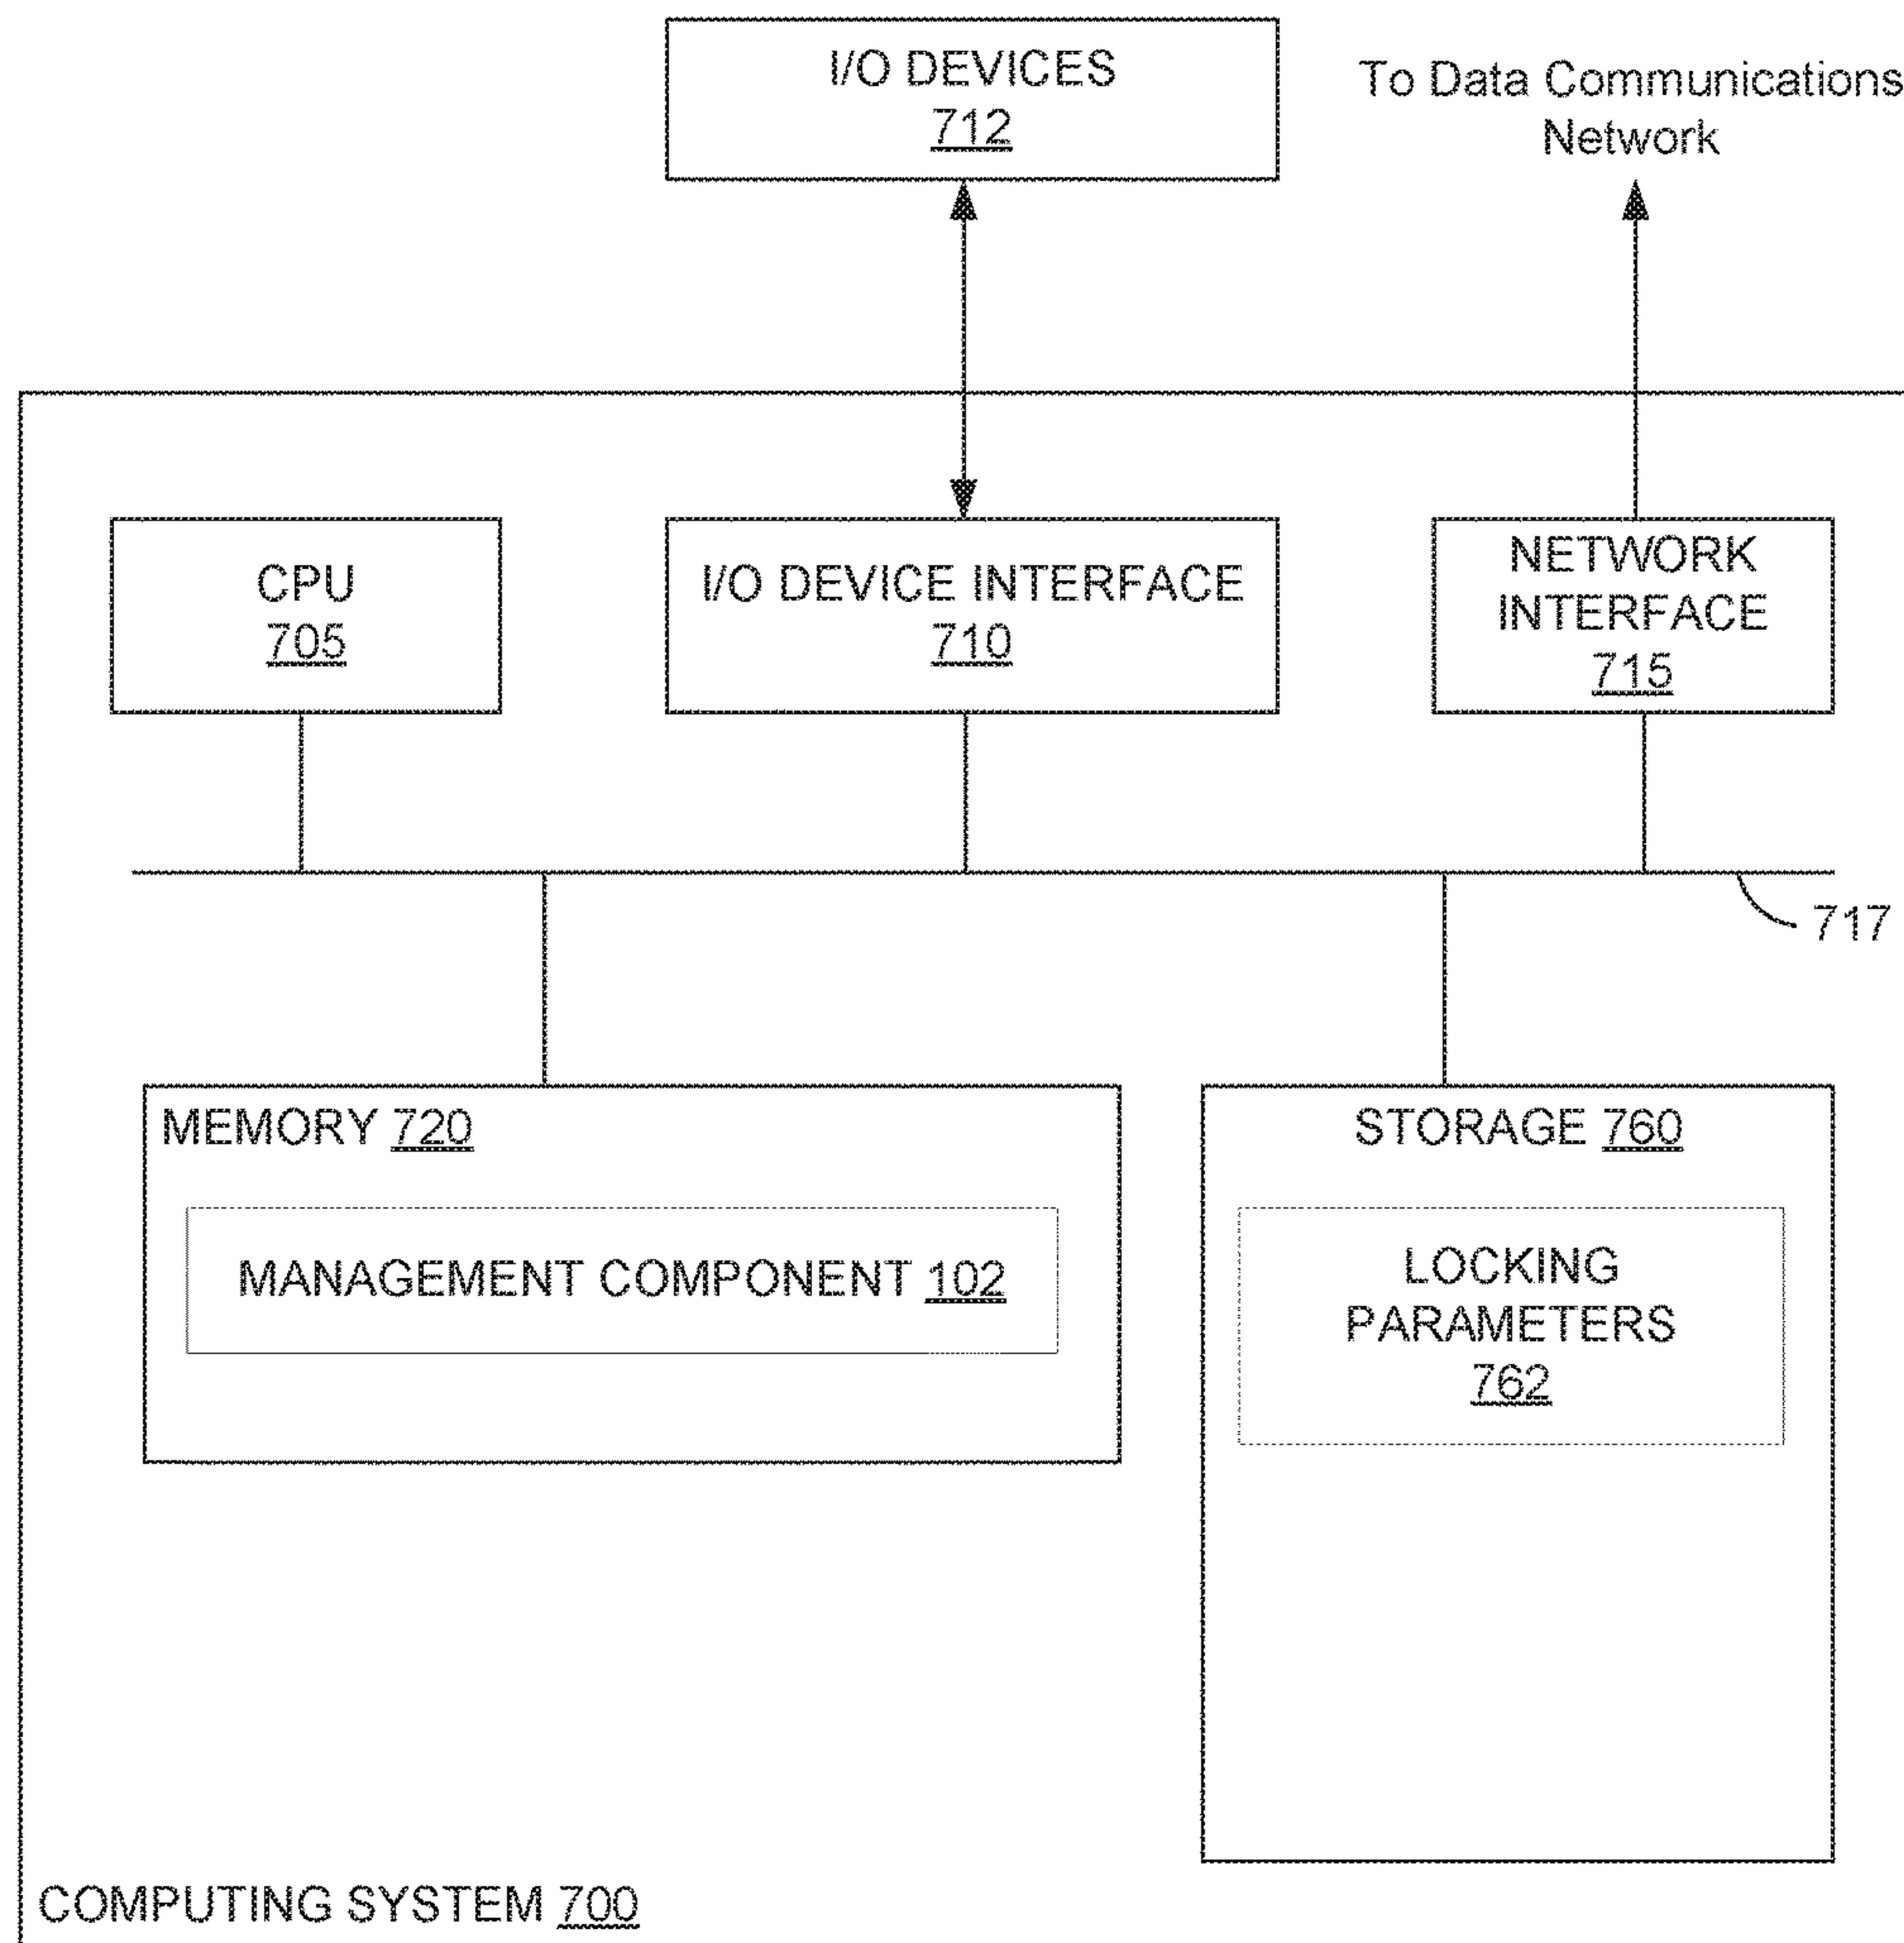 I/O DEVICES
712
To Data Communications
Network
CPU
705
I/O DEVICE INTERFACE
710
NETWORK
INTERFACE
715
717
MEMORY 720
MANAGEMENT COMPONENT 102
STORAGE 760
LOCKING
PARAMETERS
762
COMPUTING SYSTEM 700